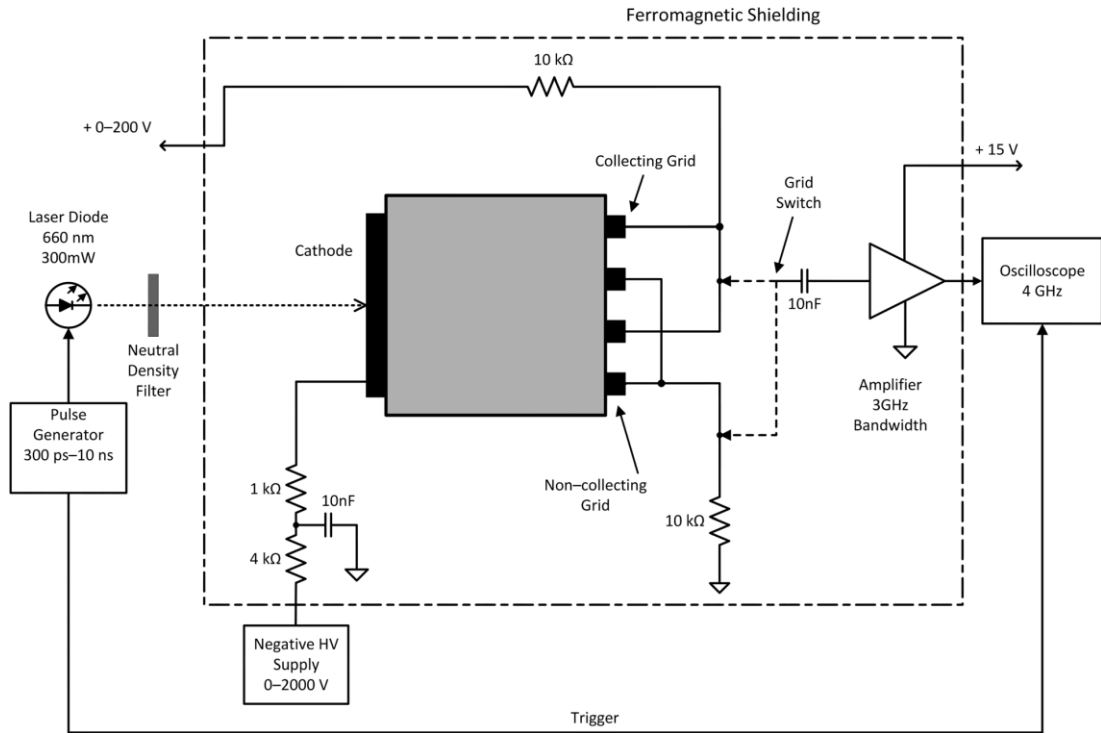 Ferromagnetic Shielding
10 kΩ
+ 0–200 V
+ 15 V
Collecting Grid
Grid
Switch
Laser Diode
660 nm
300mW
Cathode
Oscilloscope
4 GHz
10nF
Neutral
Density
Filter
Amplifier
3GHz
Bandwidth
Pulse
Generator
300 ps–10 ns
Non–collecting
Grid
1 kΩ
10nF
10 kΩ
4 kΩ
Negative HV
Supply
0–2000 V
Trigger